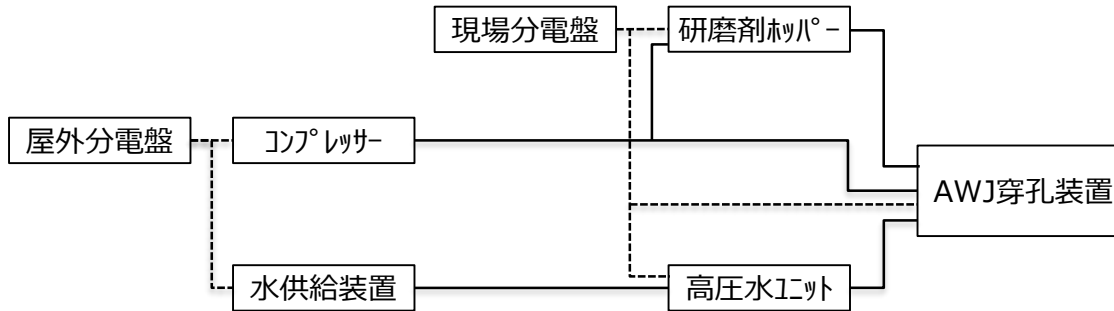 現場分電盤
研磨剤ﾎｯﾊﾟｰ
屋外分電盤
ｺﾝﾌﾟﾚｯｻｰ
AWJ穿孔装置
水供給装置
高圧水ﾕﾆｯﾄ